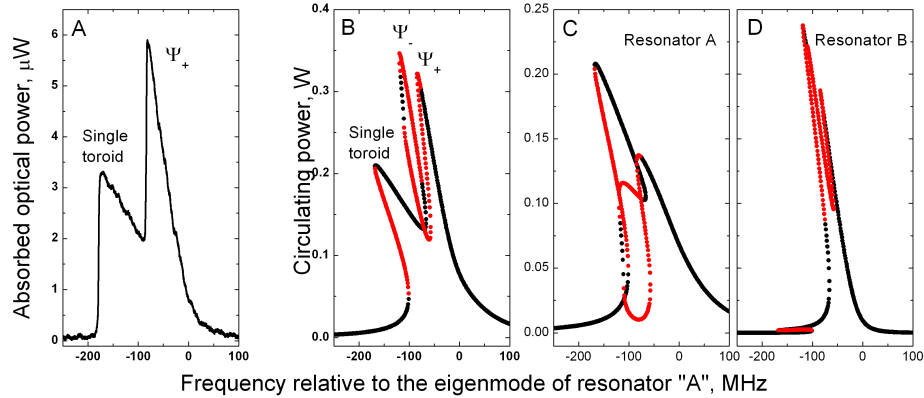 A
Ψ+
Single
toroid
Absorbed optical power, μW
6
5
4
3
2
1
0
-200 -100 0 100
B
Ψ-
Ψ+
Single
toroid
Circulating power, W
0.4
0.3
0.2
0.1
0.0
-200 -100 0 100
C
Resonator A
0.25
0.20
0.15
0.10
0.05
0.00
-200 -100 0 100
D
Resonator B
-200 -100 0 100
Frequency relative to the eigenmode of resonator "A", MHz